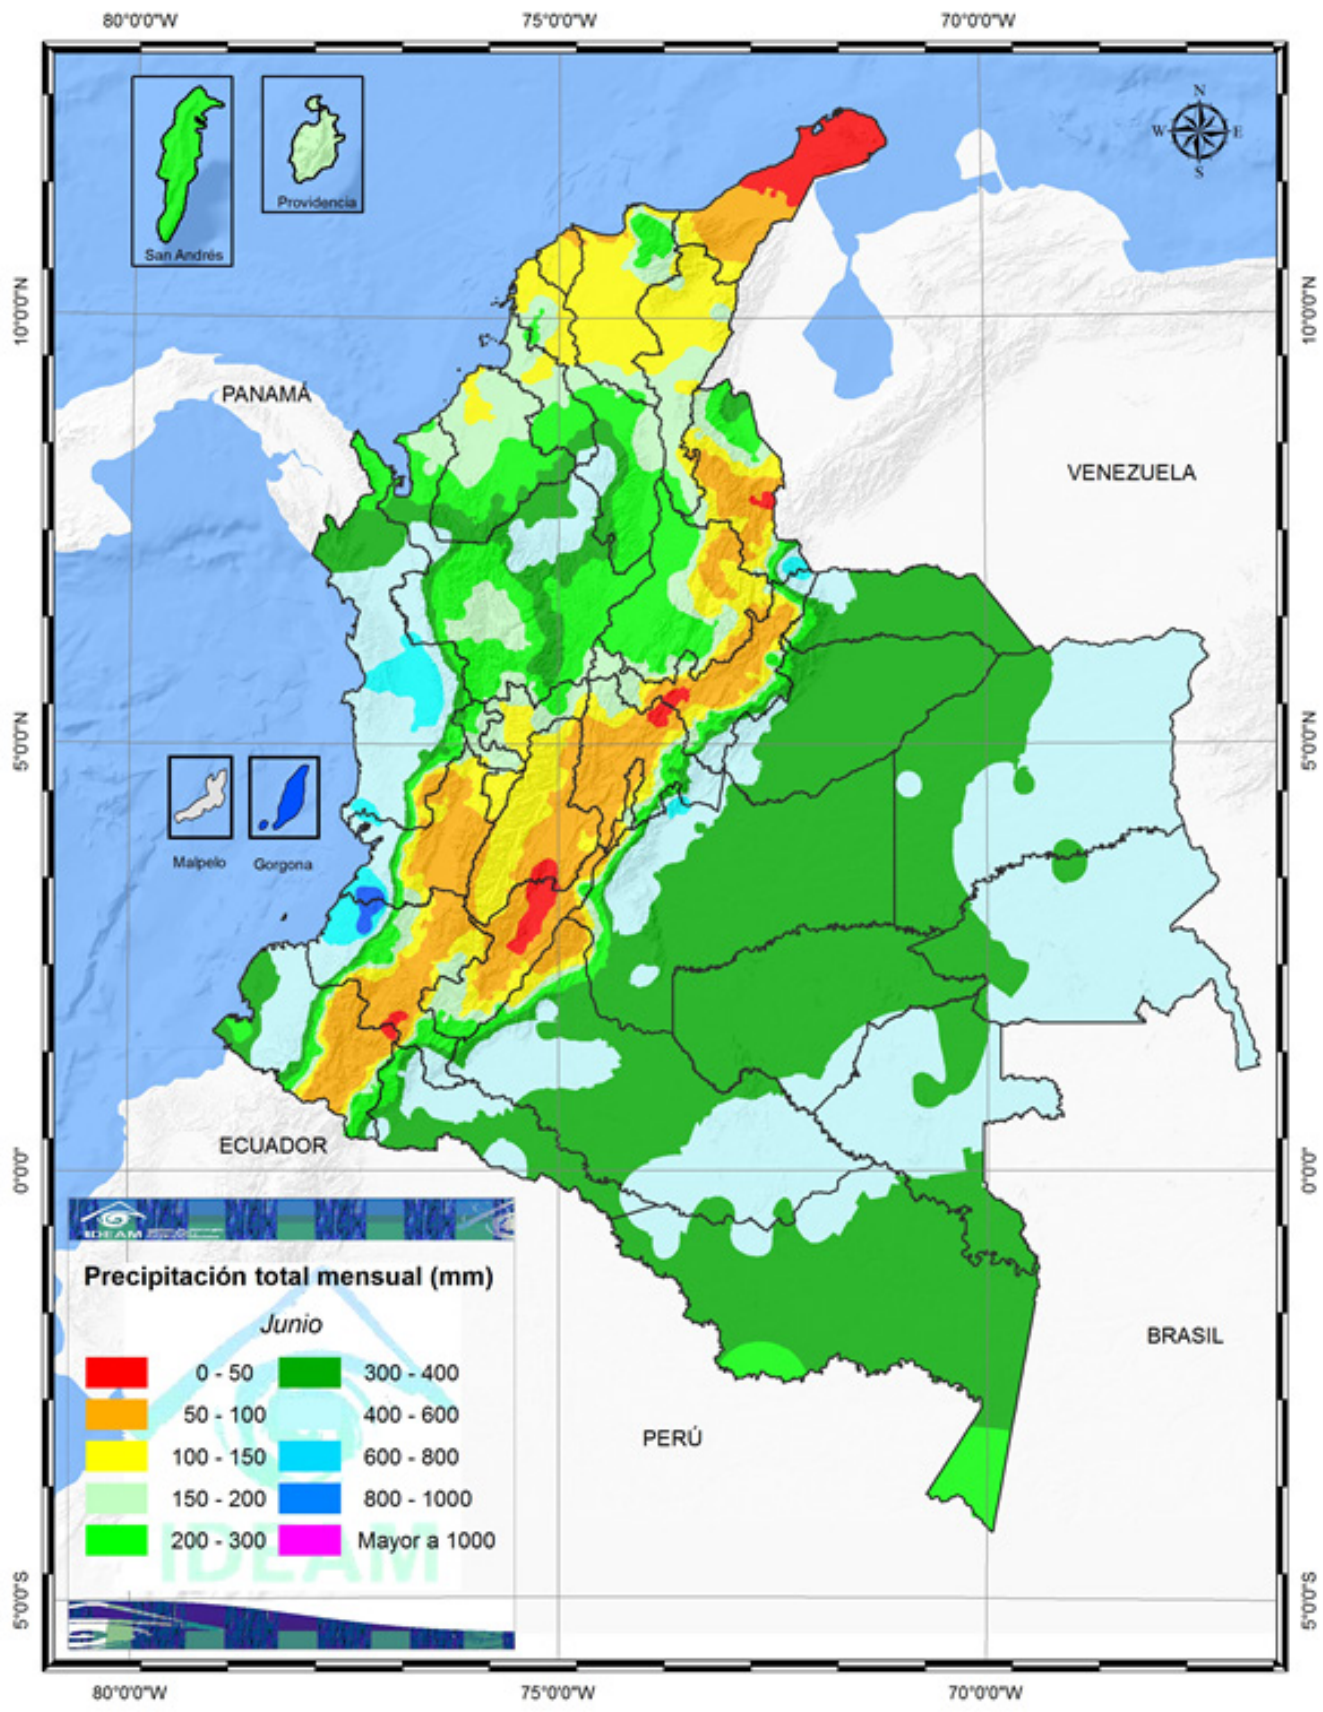 80°0'0"W 75°0'0"W 70°0'0"W
N
W E
S
San Andrés
Providencia
10°0'0"N 10°0'0"N
PANAMÁ
VENEZUELA
5°0'0"N 5°0'0"N
Malpelo Gorgona
ECUADOR
0°0'0" 0°0'0"
IDEAM
Precipitación total mensual (mm)
Junio
0 - 50 300 - 400
50 - 100 400 - 600
100 - 150 600 - 800
150 - 200 800 - 1000
200 - 300 Mayor a 1000
IDEAM
BRASIL
PERÚ
5°0'0"S 5°0'0"S
80°0'0"W 75°0'0"W 70°0'0"W